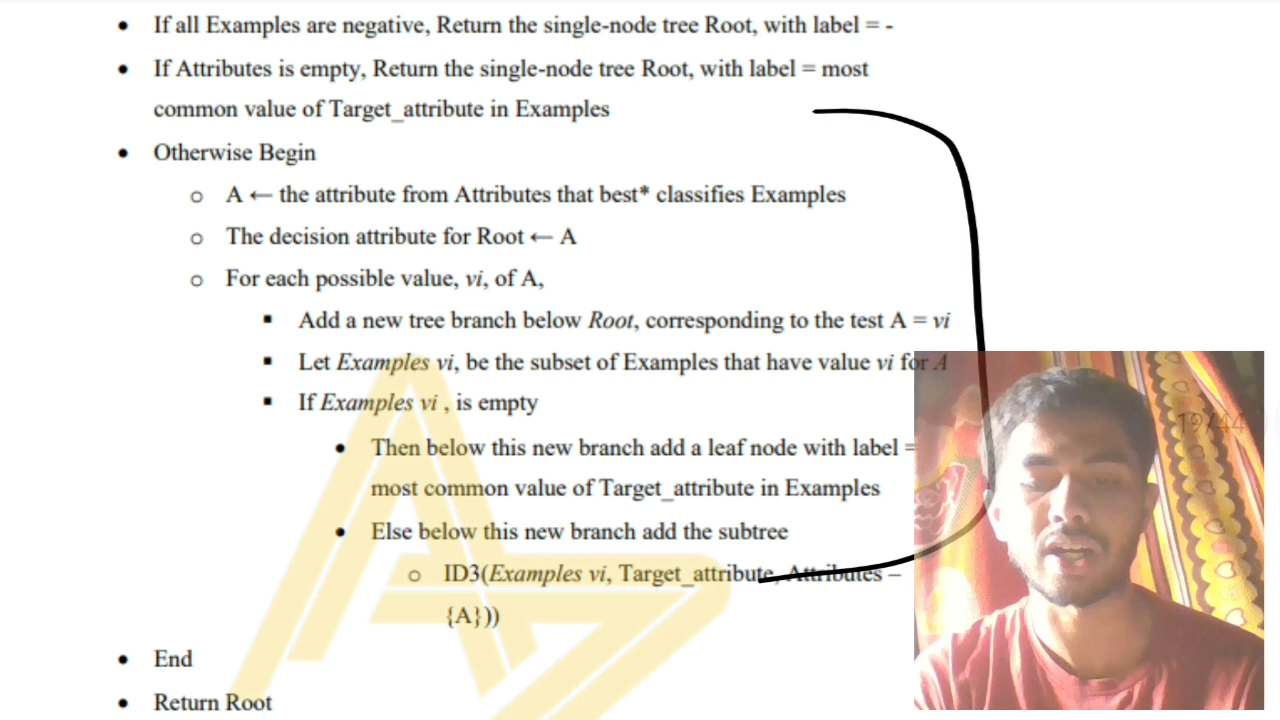 • If all Examples are negative, Return the single-node tree Root, with label = -
• If Attributes is empty, Return the single-node tree Root, with label = most
common value of Target_attribute in Examples
• Otherwise Begin
o A ← the attribute from Attributes that best* classifies Examples
o The decision attribute for Root ← A
o For each possible value, vi, of A,
▪ Add a new tree branch below Root, corresponding to the test A = vi
▪ Let Examples vi, be the subset of Examples that have value vi for A
▪ If Examples vi , is empty
• Then below this new branch add a leaf node with label =
most common value of Target_attribute in Examples
• Else below this new branch add the subtree
o ID3(Examples vi, Target_attribute, Attributes –
{A}))
• End
• Return Root
19/44